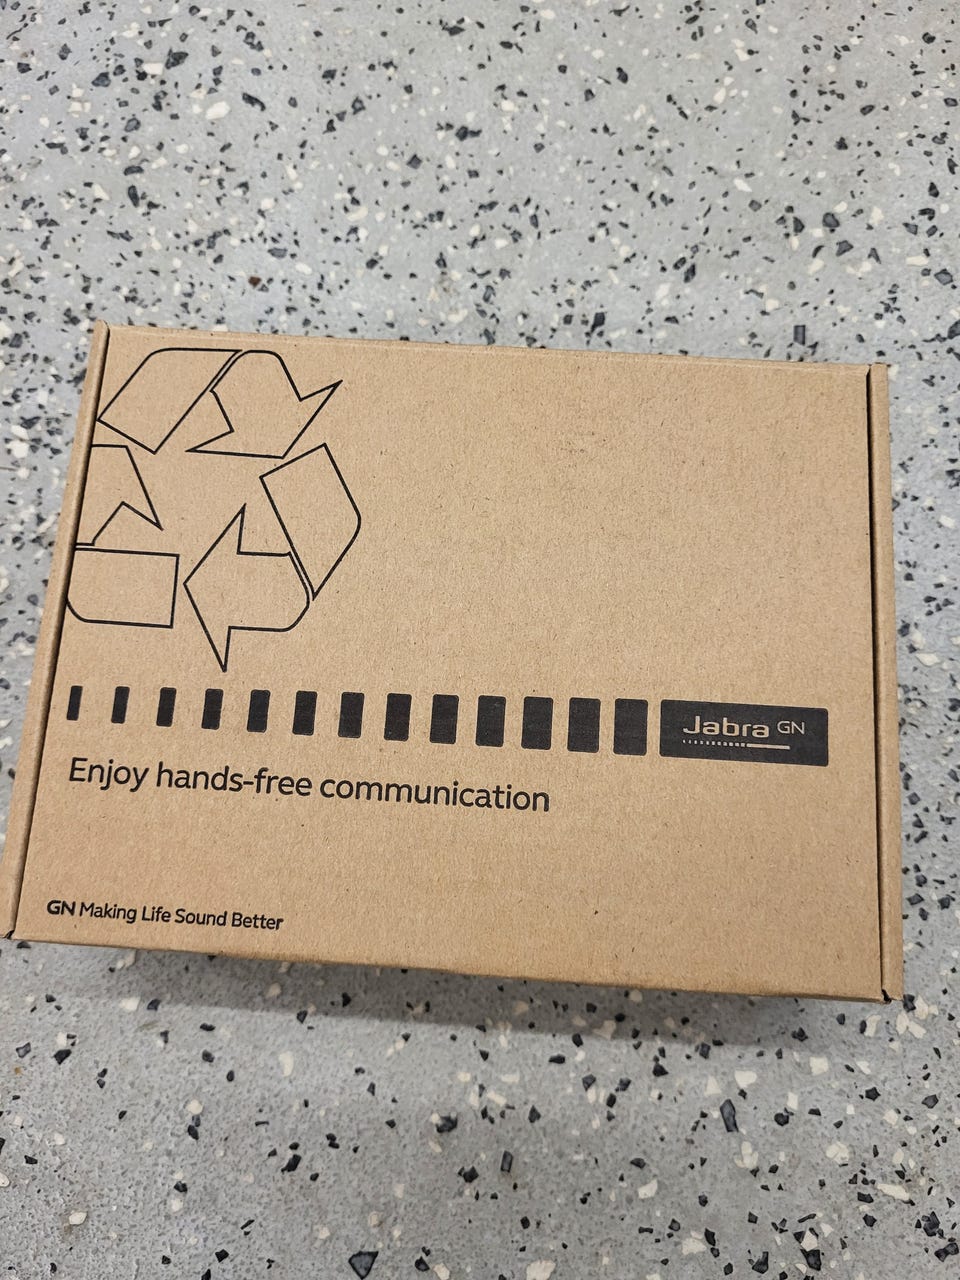 Jabra GN
Enjoy hands-free communication
GN Making Life Sound Better